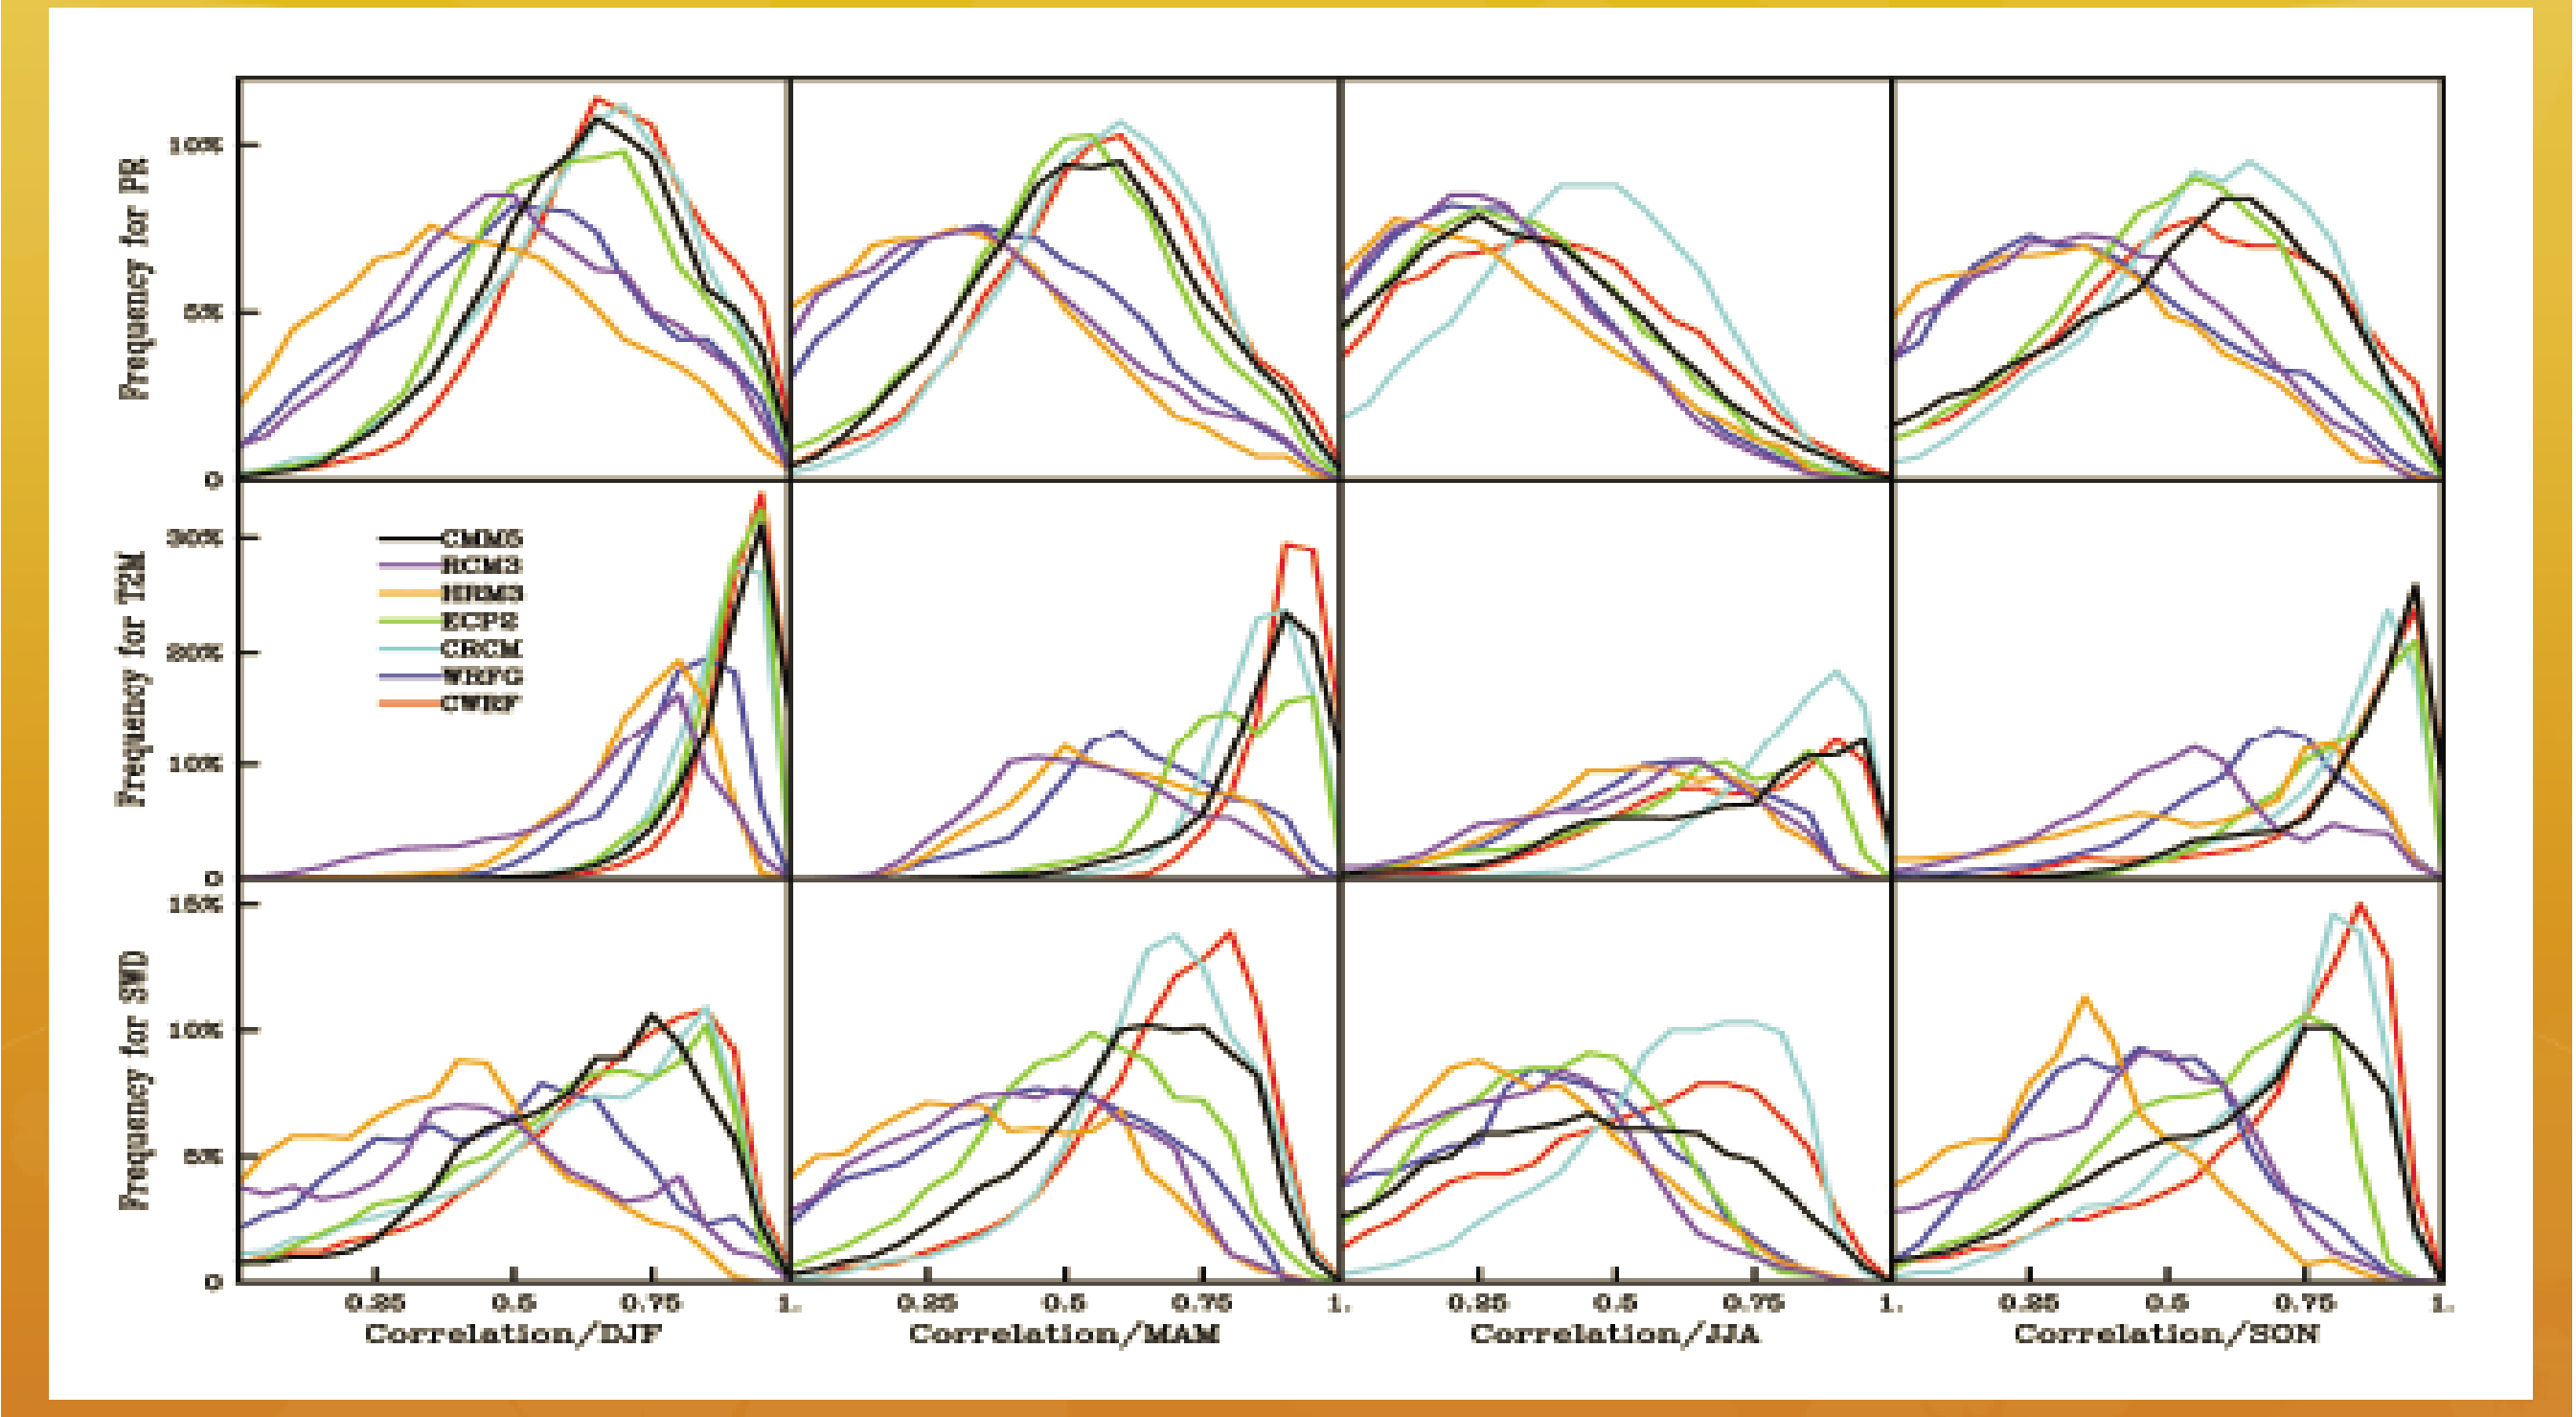 Frequency for PR
10%
5%
0
Frequency for T2M
30%
20%
10%
0
CMM5
RCM3
HRM3
ECP2
CRCM
WRFG
CWRF
Frequency for SWD
15%
10%
5%
0
0.25 0.5 0.75 1. 0.25 0.5 0.75 1. 0.25 0.5 0.75 1. 0.25 0.5 0.75 1.
Correlation/DJF Correlation/MAM Correlation/JJA Correlation/SON